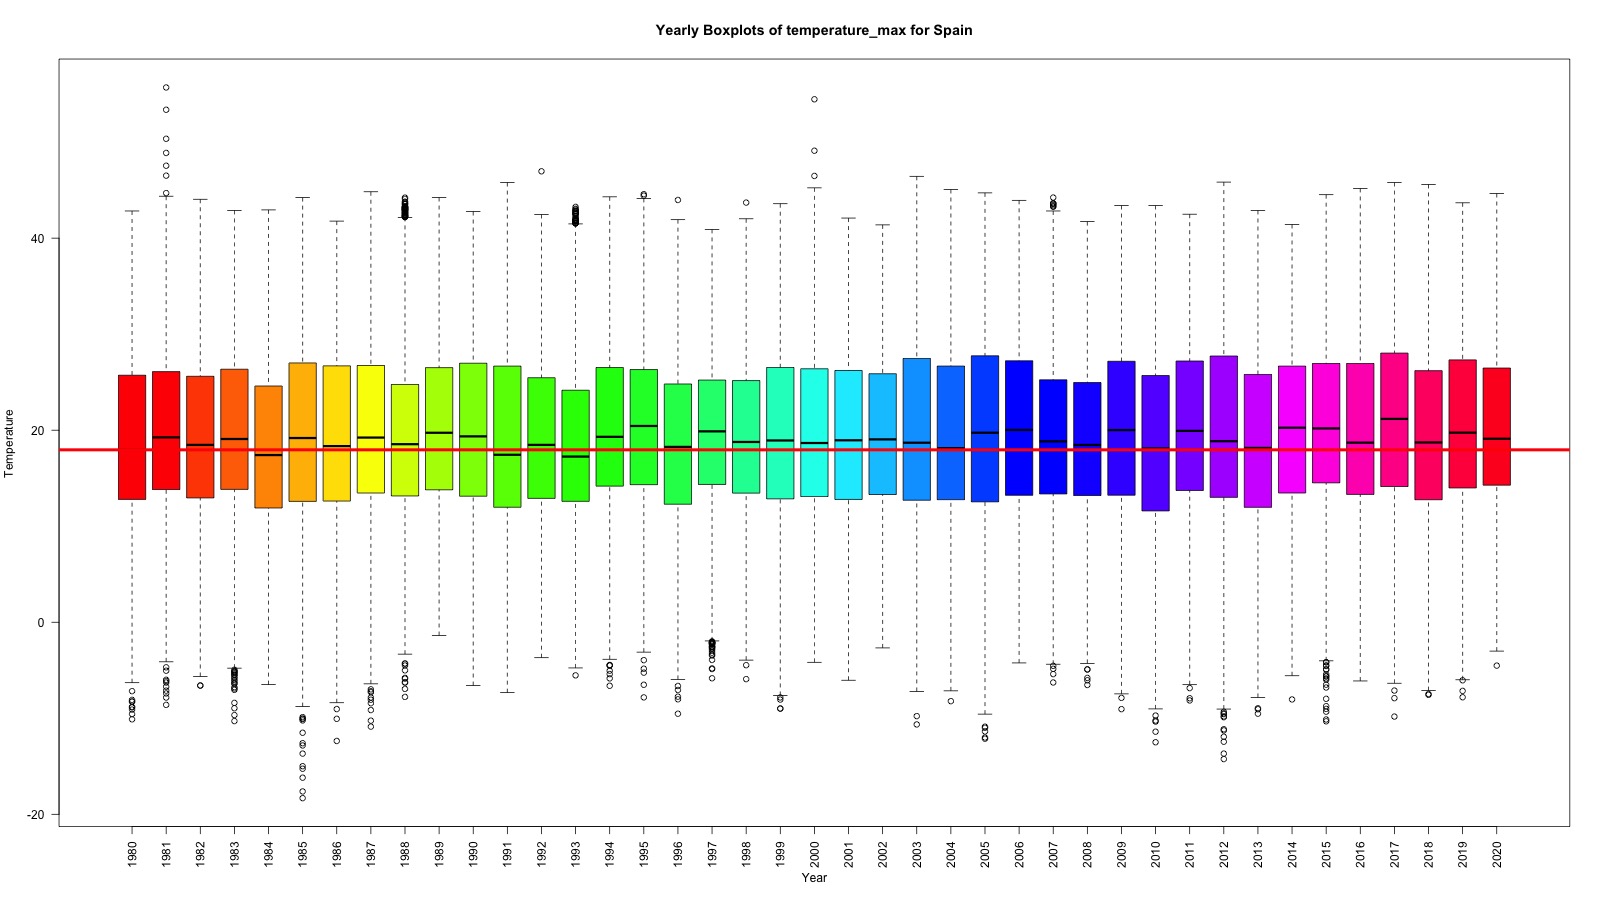 Yearly Boxplots of temperature_max for Spain
Temperature
40
20
0
-20
1980 1981 1982 1983 1984 1985 1986 1987 1988 1989 1990 1991 1992 1993 1994 1995 1996 1997 1998 1999 2000 2001 2002 2003 2004 2005 2006 2007 2008 2009 2010 2011 2012 2013 2014 2015 2016 2017 2018 2019 2020
Year